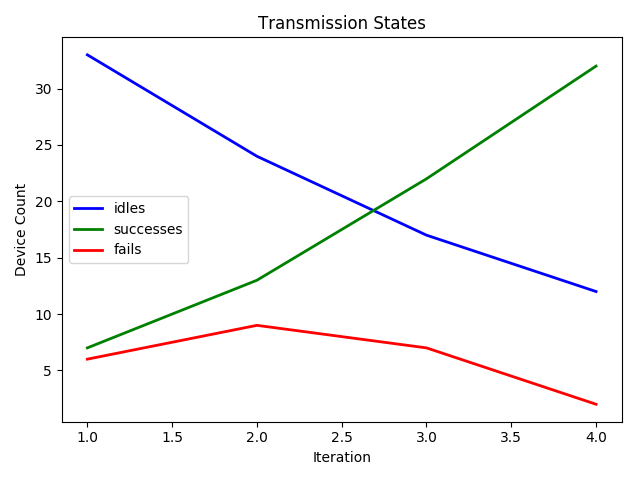 Transmission States
Device Count
30
25
20
15
10
5
idles
successes
fails
1.0 1.5 2.0 2.5 3.0 3.5 4.0
Iteration